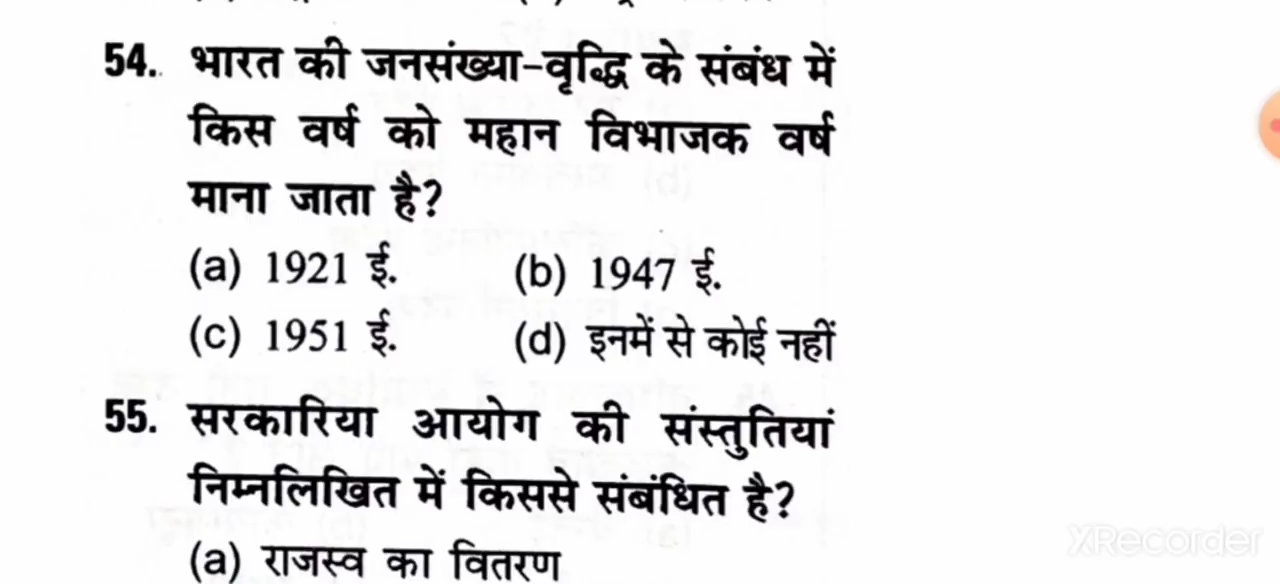 54. भारत की जनसंख्या-वृद्धि के संबंध में
किस वर्ष को महान विभाजक वर्ष
माना जाता है?
(a) 1921 ई. (b) 1947 ई.
(c) 1951 ई. (d) इनमें से कोई नहीं
55. सरकारिया आयोग की संस्तुतियां
निम्नलिखित में किससे संबंधित है?
(a) राजस्व का वितरण
XRecorder